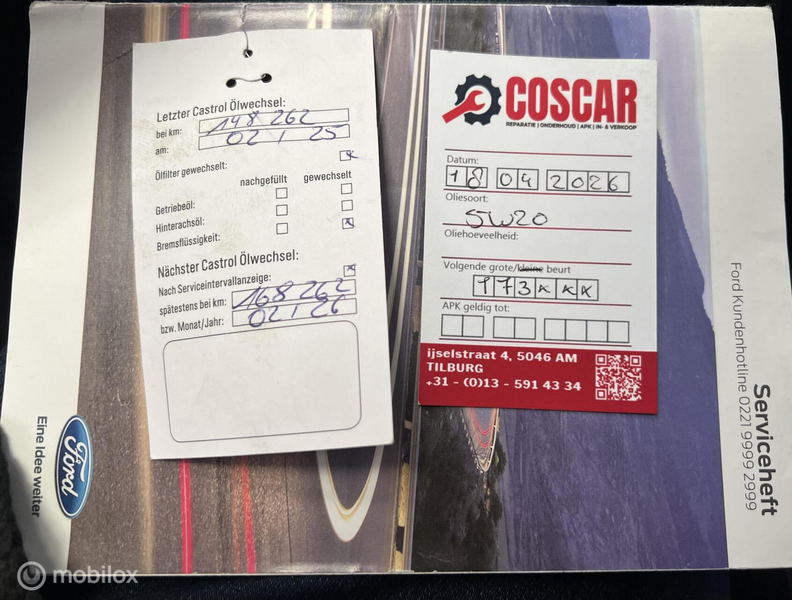 Letzter Castrol Ölwechsel:
bei km: 148 262
am: 02 / 25
Ölfilter gewechselt: x
nachgefüllt gewechselt
Getriebeöl:
Hinterachsöl:
Bremsflüssigkeit: x
Nächster Castrol Ölwechsel:
Nach Serviceintervallanzeige: x
spätestens bei km: 168 262
bzw. Monat/Jahr: 02 / 26
COSCAR
REPARATIE | ONDERHOUD | APK | IN- & VERKOOP
Datum:
18 04 2026
Oliesoort:
5W20
Oliehoeveelheid:
Volgende grote/kleine beurt
173xxx
APK geldig tot:
ijselstraat 4, 5046 AM
TILBURG
+31 - (0)13 - 591 43 34
Serviceheft
Ford Kundenhotline 0221 9999 2999
Ford
Eine Idee weiter
mobilox